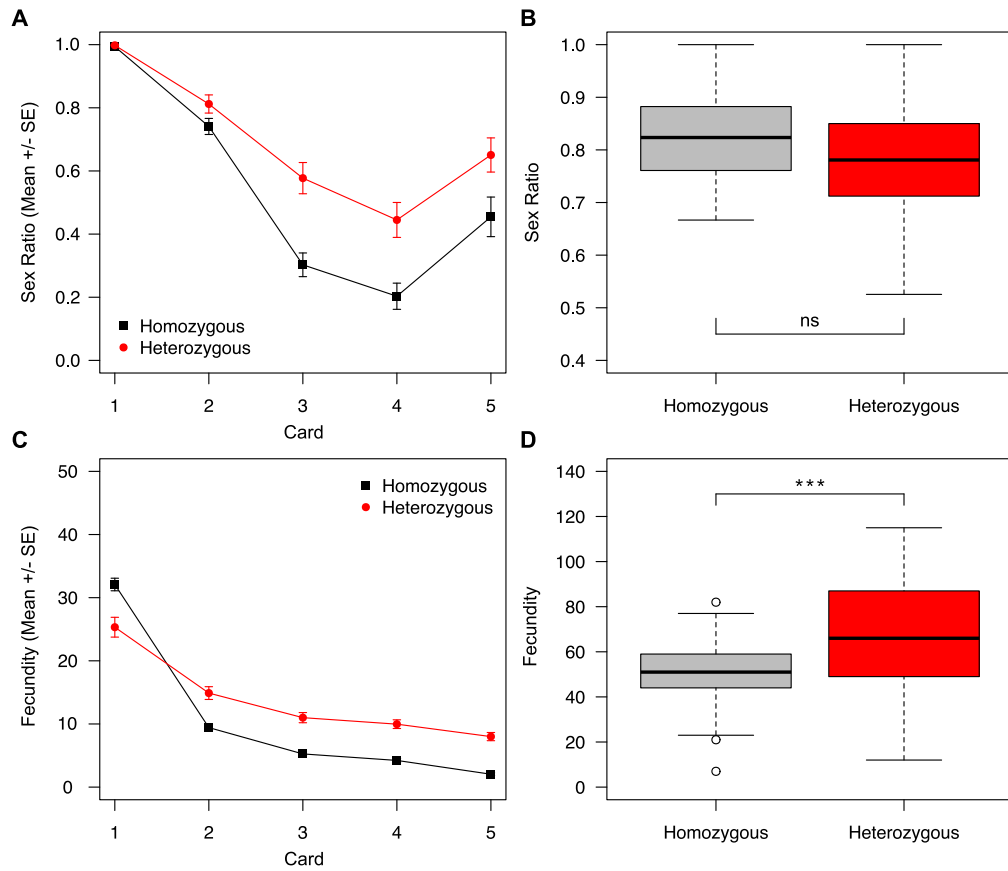 A
Sex Ratio (Mean +/- SE)
1.0
0.8
0.6
0.4
0.2
0.0
Homozygous
Heterozygous
1 2 3 4 5
Card
B
Sex Ratio
1.0
0.9
0.8
0.7
0.6
0.5
0.4
ns
Homozygous Heterozygous
C
Fecundity (Mean +/- SE)
50
40
30
20
10
0
Homozygous
Heterozygous
1 2 3 4 5
Card
D
Fecundity
140
120
100
80
60
40
20
0
***
Homozygous Heterozygous